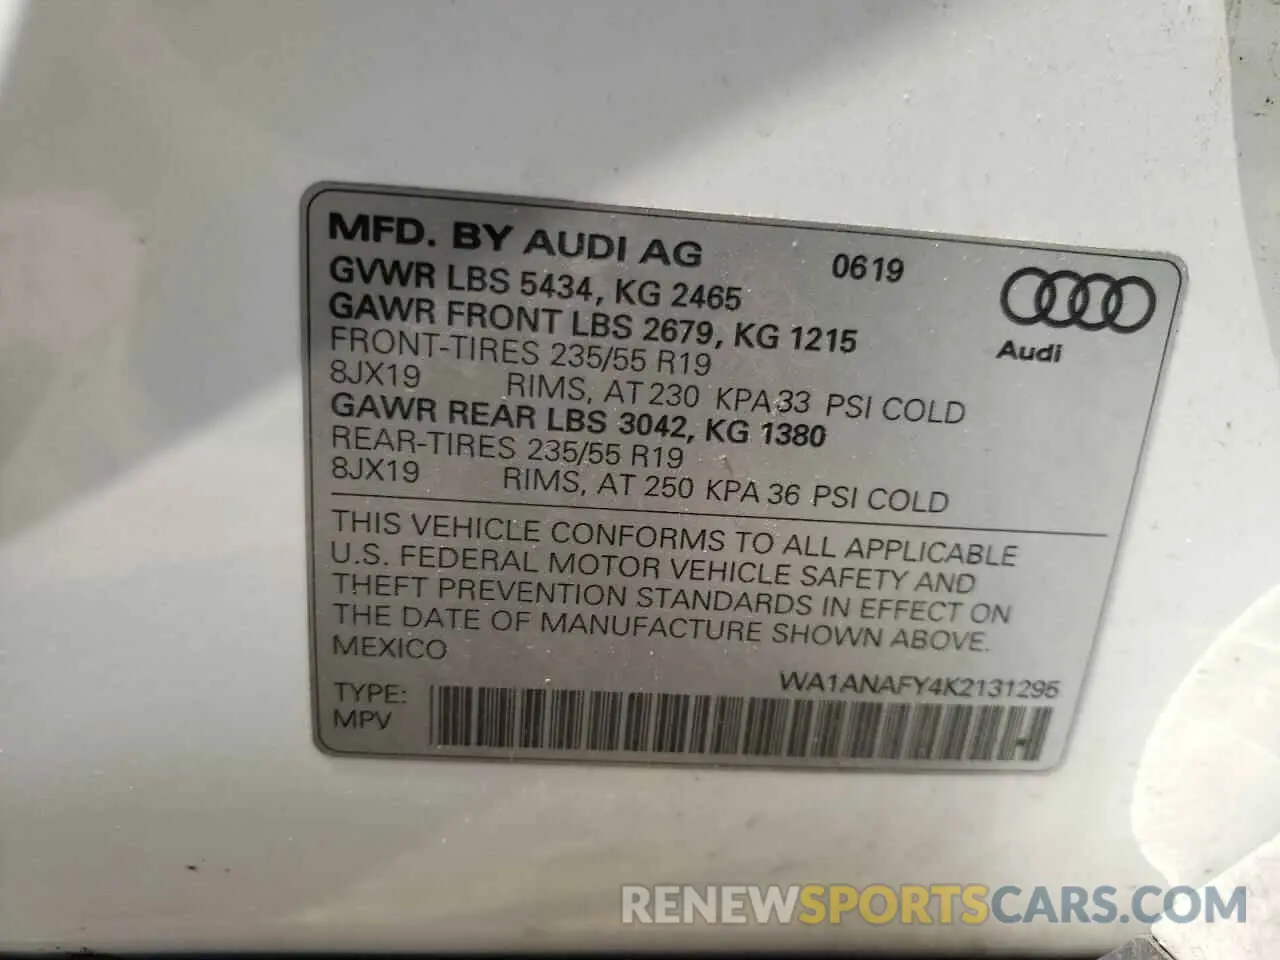 MFD. BY AUDI AG 0619
GVWR LBS 5434, KG 2465
GAWR FRONT LBS 2679, KG 1215
FRONT-TIRES 235/55 R19
8JX19 RIMS, AT 230 KPA 33 PSI COLD
GAWR REAR LBS 3042, KG 1380
REAR-TIRES 235/55 R19
8JX19 RIMS, AT 250 KPA 36 PSI COLD
Audi
THIS VEHICLE CONFORMS TO ALL APPLICABLE
U.S. FEDERAL MOTOR VEHICLE SAFETY AND
THEFT PREVENTION STANDARDS IN EFFECT ON
THE DATE OF MANUFACTURE SHOWN ABOVE.
MEXICO
WA1ANAFY4K2131295
TYPE:
MPV
RENEWSPORTSCARS.COM